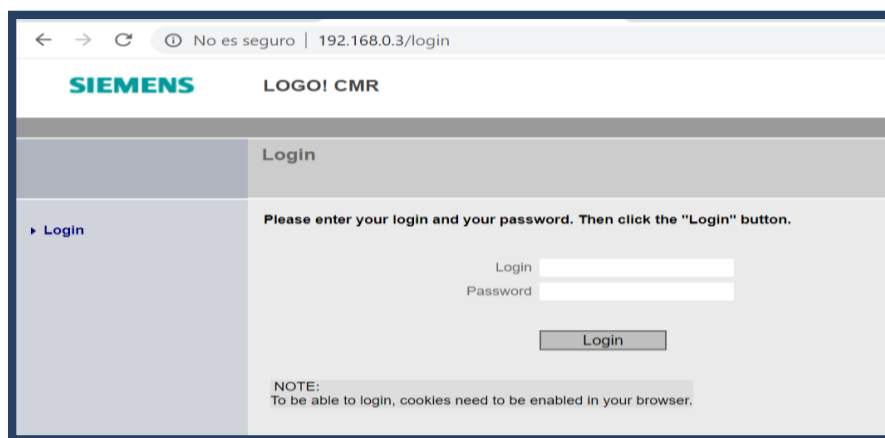 No es seguro | 192.168.0.3/login
SIEMENS LOGO! CMR
Login
Login
Please enter your login and your password. Then click the "Login" button.
Login
Password
Login
NOTE:
To be able to login, cookies need to be enabled in your browser.